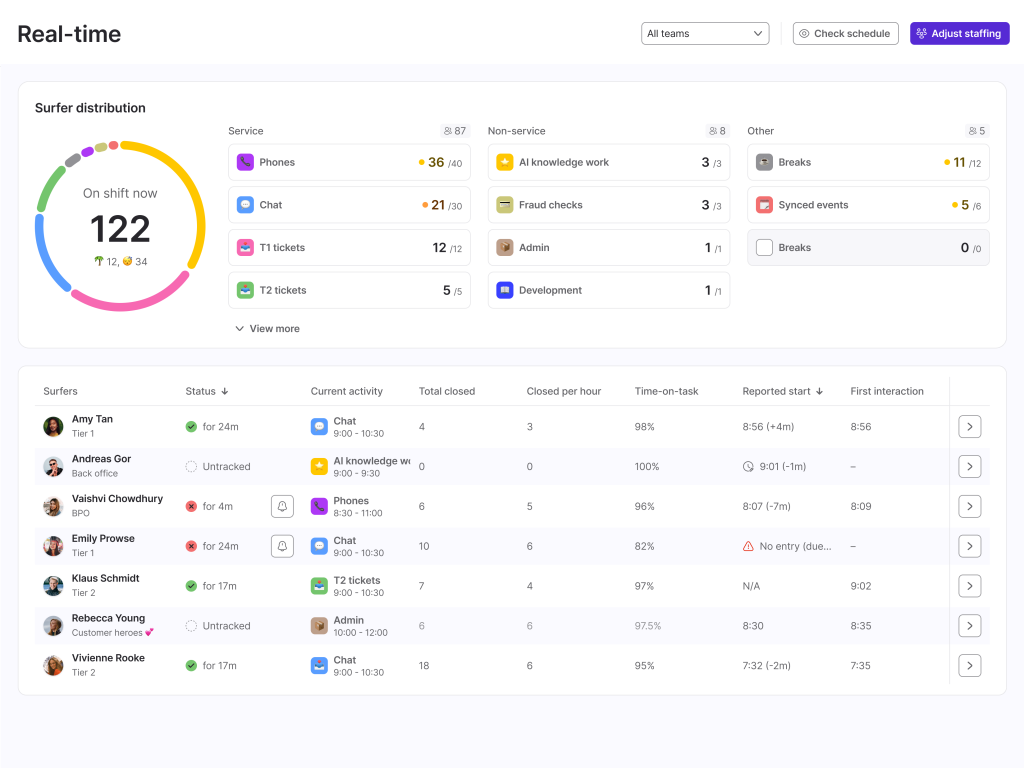 Real-time
All teams
Check schedule
Adjust staffing
Surfer distribution
On shift now
122
12, 34
Service 87
Phones 36 /40
Chat 21 /30
T1 tickets 12 /12
T2 tickets 5 /5
View more
Non-service 8
AI knowledge work 3 /3
Fraud checks 3 /3
Admin 1 /1
Development 1 /1
Other 5
Breaks 11 /12
Synced events 5 /6
Breaks 0 /0
Surfers Status Current activity Total closed Closed per hour Time-on-task Reported start First interaction
Amy Tan
Tier 1
for 24m
Chat
9:00 - 10:30
4 3 98% 8:56 (+4m) 8:56
Andreas Gor
Back office
Untracked
AI knowledge wo
9:00 - 9:30
0 0 100% 9:01 (-1m) –
Vaishvi Chowdhury
BPO
for 4m
Phones
8:30 - 11:00
6 5 96% 8:07 (-7m) 8:09
Emily Prowse
Tier 1
for 24m
Chat
9:00 - 10:30
10 6 82% No entry (due... –
Klaus Schmidt
Tier 2
for 17m
T2 tickets
9:00 - 10:30
7 4 97% N/A 9:02
Rebecca Young
Customer heroes 💕
Untracked
Admin
10:00 - 12:00
6 6 97.5% 8:30 8:35
Vivienne Rooke
Tier 2
for 17m
Chat
9:00 - 10:30
18 6 95% 7:32 (-2m) 7:35